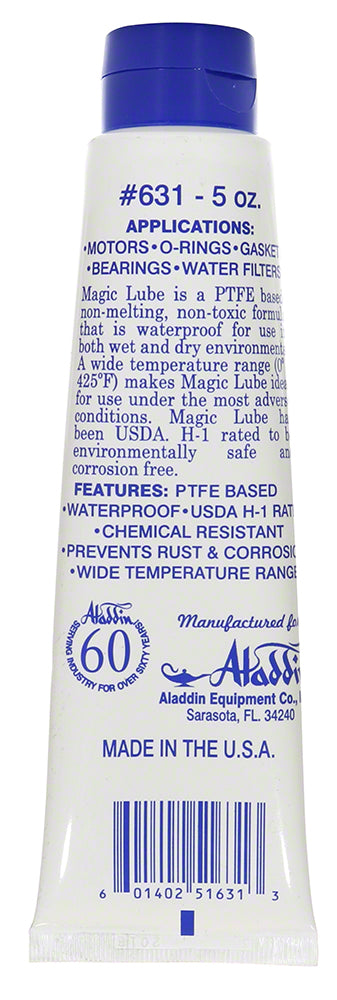 #631 - 5 oz.
APPLICATIONS:
•MOTORS•O-RINGS•GASKET
•BEARINGS•WATER FILTERS
Magic Lube is a PTFE based
non-melting, non-toxic formul
that is waterproof for use i
both wet and dry environment
A wide temperature range (0°
425°F) makes Magic Lube idea
for use under the most advers
conditions. Magic Lube ha
been USDA. H-1 rated to b
environmentally safe an
corrosion free.
FEATURES: PTFE BASED
•WATERPROOF•USDA H-1 RAT
•CHEMICAL RESISTANT
•PREVENTS RUST & CORROSIO
•WIDE TEMPERATURE RANGE
Aladdin
60
SERVING INDUSTRY FOR OVER SIXTY YEARS!
Manufactured fo
Aladdin
Aladdin Equipment Co.,
Sarasota, FL. 34240
MADE IN THE U.S.A.
6 01402 51631 3